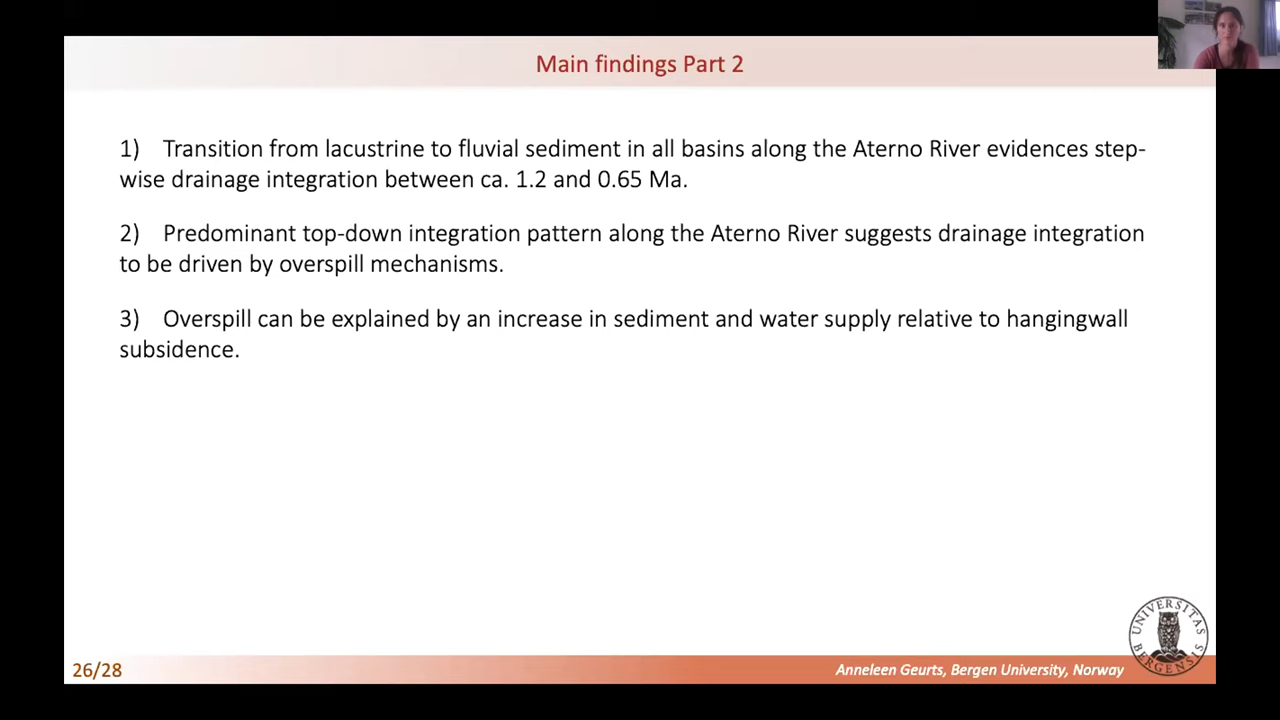 Main findings Part 2
1) Transition from lacustrine to fluvial sediment in all basins along the Aterno River evidences step-
wise drainage integration between ca. 1.2 and 0.65 Ma.
2) Predominant top-down integration pattern along the Aterno River suggests drainage integration
to be driven by overspill mechanisms.
3) Overspill can be explained by an increase in sediment and water supply relative to hangingwall
subsidence.
UNIVERSITAS
BERGENSIS
26/28
Anneleen Geurts, Bergen University, Norway